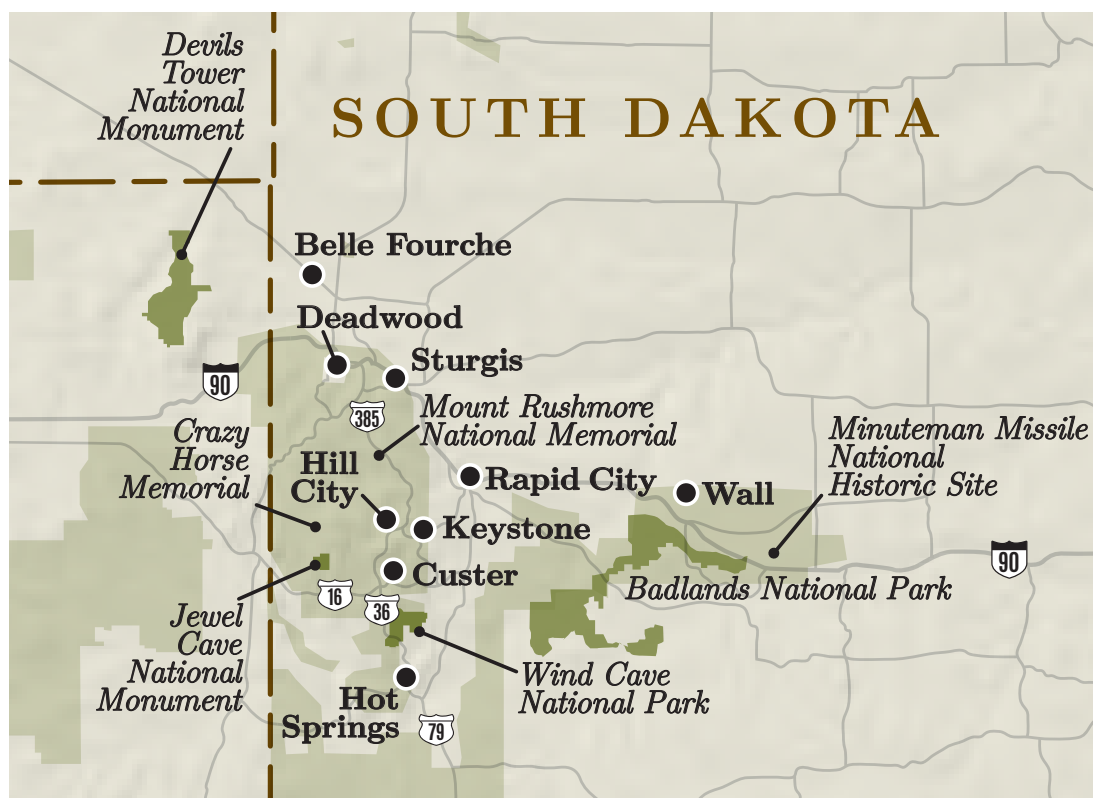 Devils
Tower
National
Monument
SOUTH DAKOTA
Belle Fourche
Deadwood
Sturgis
90
385
Mount Rushmore
National Memorial
Crazy
Horse
Memorial
Hill
City
Rapid City
Wall
Minuteman Missile
National
Historic Site
Keystone
Custer
90
16
36
Badlands National Park
Jewel
Cave
National
Monument
Wind Cave
National Park
Hot
Springs
79